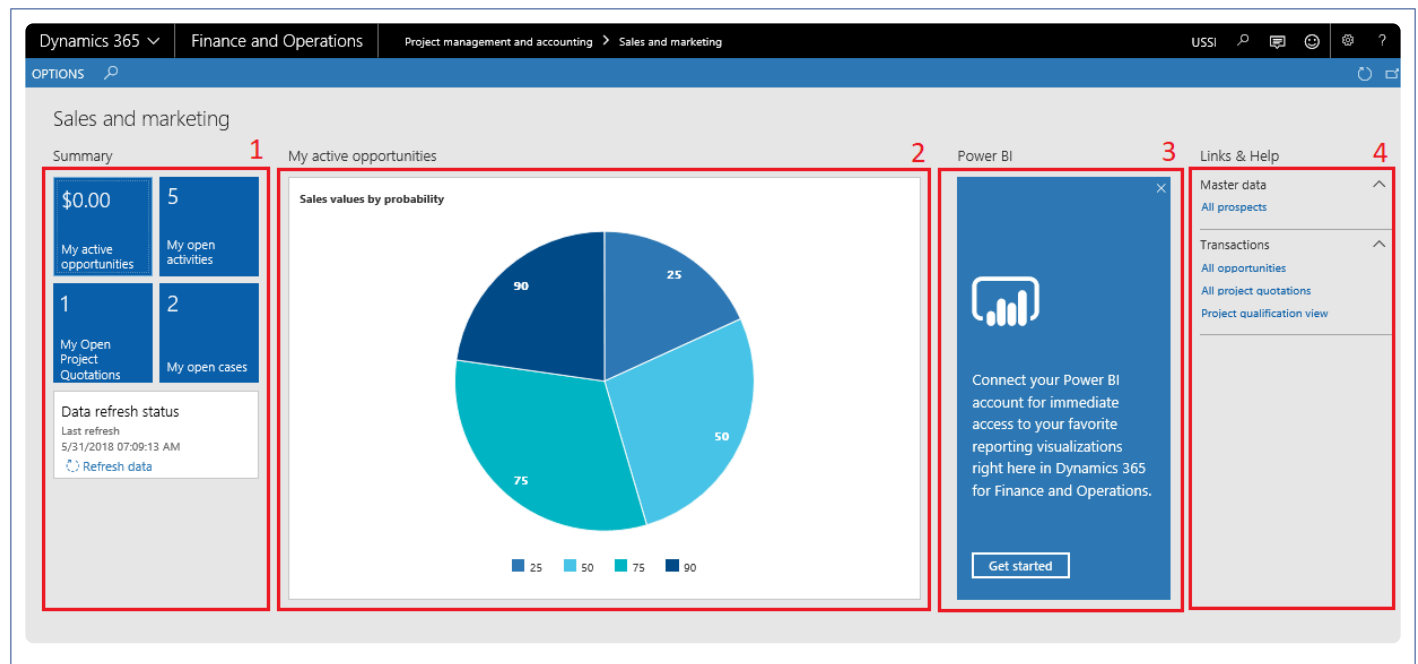 Dynamics 365
Finance and Operations
Project management and accounting > Sales and marketing
USSI
?
OPTIONS
Sales and marketing
Summary
1
$0.00
My active
opportunities
5
My open
activities
1
My Open
Project
Quotations
2
My open cases
Data refresh status
Last refresh
5/31/2018 07:09:13 AM
Refresh data
My active opportunities
2
Sales values by probability
90
25
50
75
25
50
75
90
Power BI
3
Connect your Power BI
account for immediate
access to your favorite
reporting visualizations
right here in Dynamics 365
for Finance and Operations.
Get started
Links & Help
4
Master data
All prospects
Transactions
All opportunities
All project quotations
Project qualification view